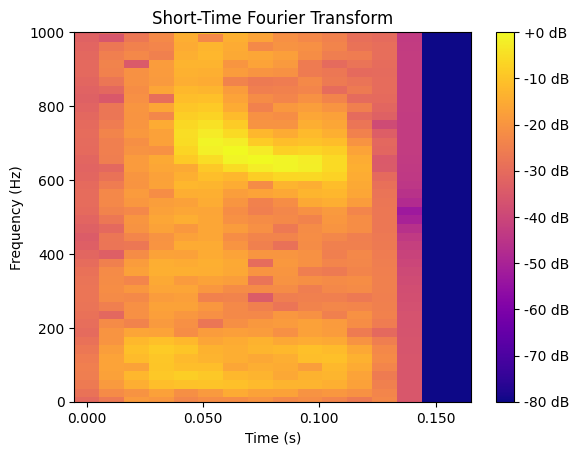 Short-Time Fourier Transform
1000
800
600
400
200
0
Frequency (Hz)
0.000
0.050
0.100
0.150
Time (s)
+0 dB
-10 dB
-20 dB
-30 dB
-40 dB
-50 dB
-60 dB
-70 dB
-80 dB